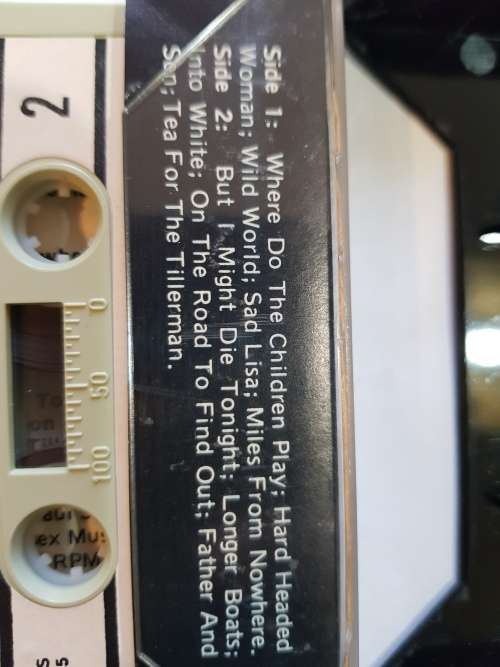 Side 1: Where Do The Children Play; Hard Headed
Woman; Wild World; Sad Lisa; Miles From Nowhere.
Side 2: But I Might Die Tonight; Longer Boats;
Into White; On The Road To Find Out; Father And
Son; Tea For The Tillerman.
2
0 50 100
ex Mus
RPM